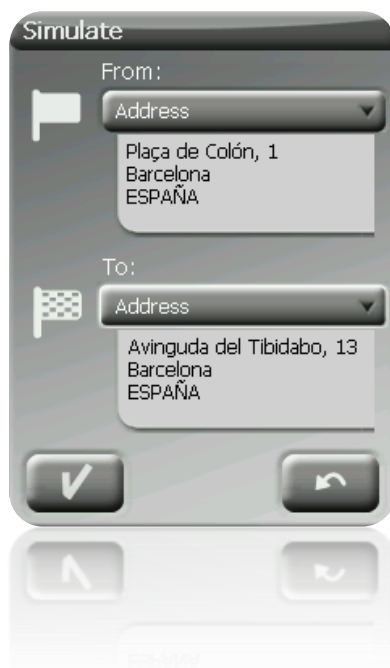 Simulate
From:
Address
Plaça de Colón, 1
Barcelona
ESPAÑA
To:
Address
Avinguda del Tibidabo, 13
Barcelona
ESPAÑA